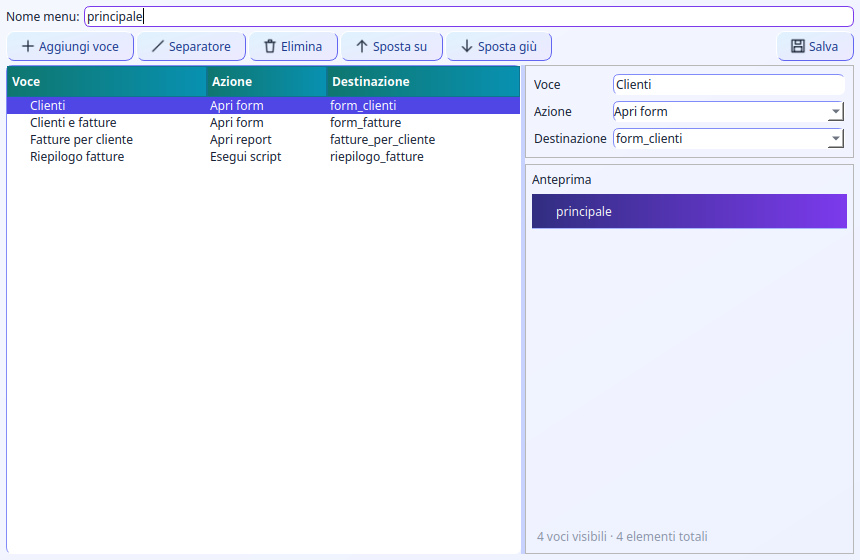 Nome menu: principale
Aggiungi voce Separatore Elimina Sposta su Sposta giù Salva
Voce Azione Destinazione
Clienti Apri form form_clienti
Clienti e fatture Apri form form_fatture
Fatture per cliente Apri report fatture_per_cliente
Riepilogo fatture Esegui script riepilogo_fatture
Voce Clienti
Azione Apri form
Destinazione form_clienti
Anteprima
principale
4 voci visibili · 4 elementi totali